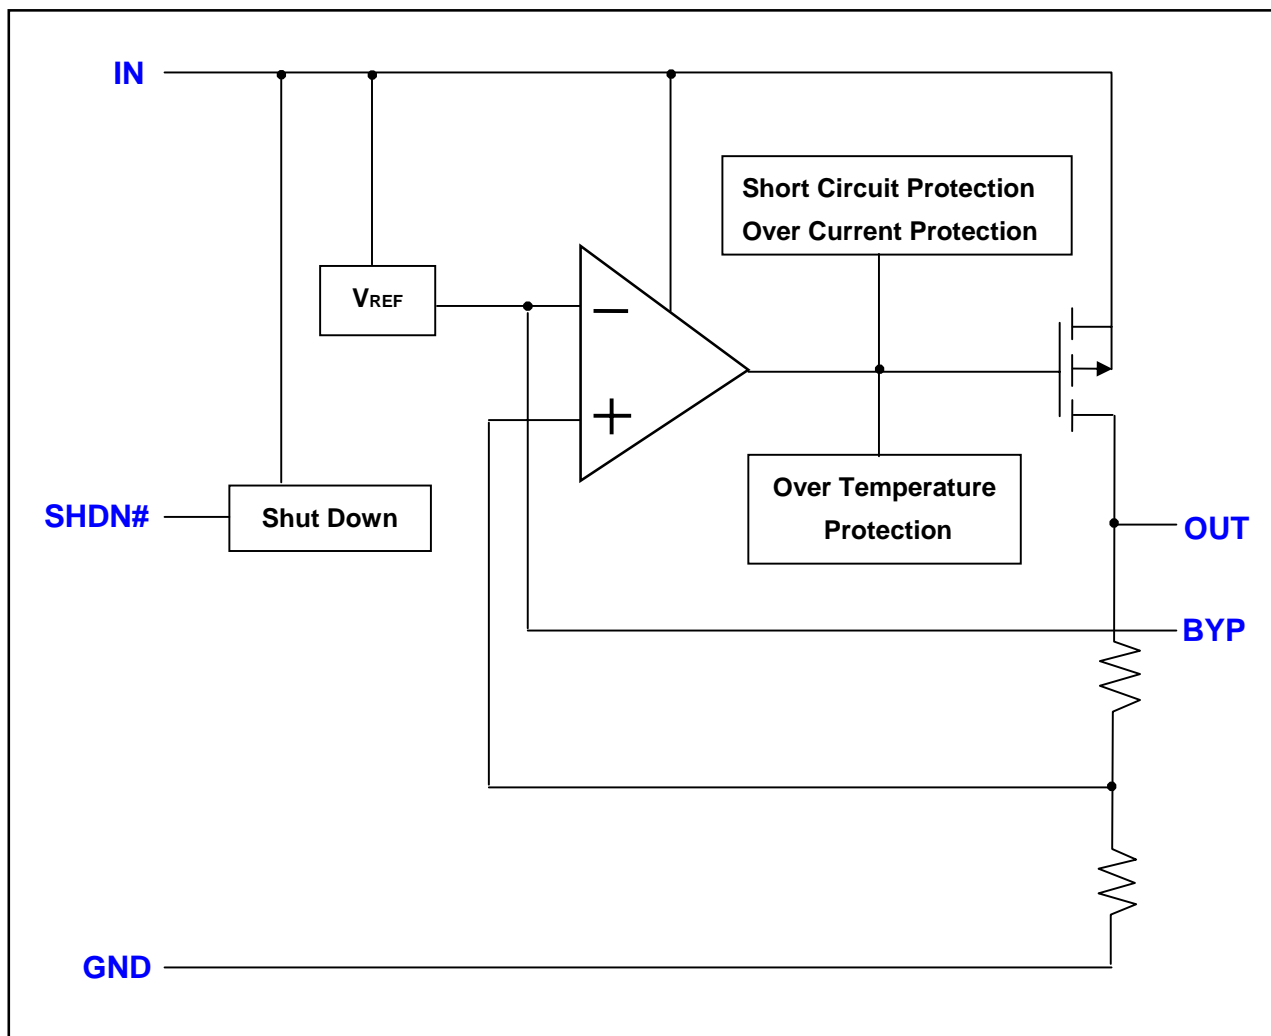 IN
Short Circuit Protection
Over Current Protection
VREF
−
+
Over Temperature
Protection
SHDN#
Shut Down
OUT
BYP
GND